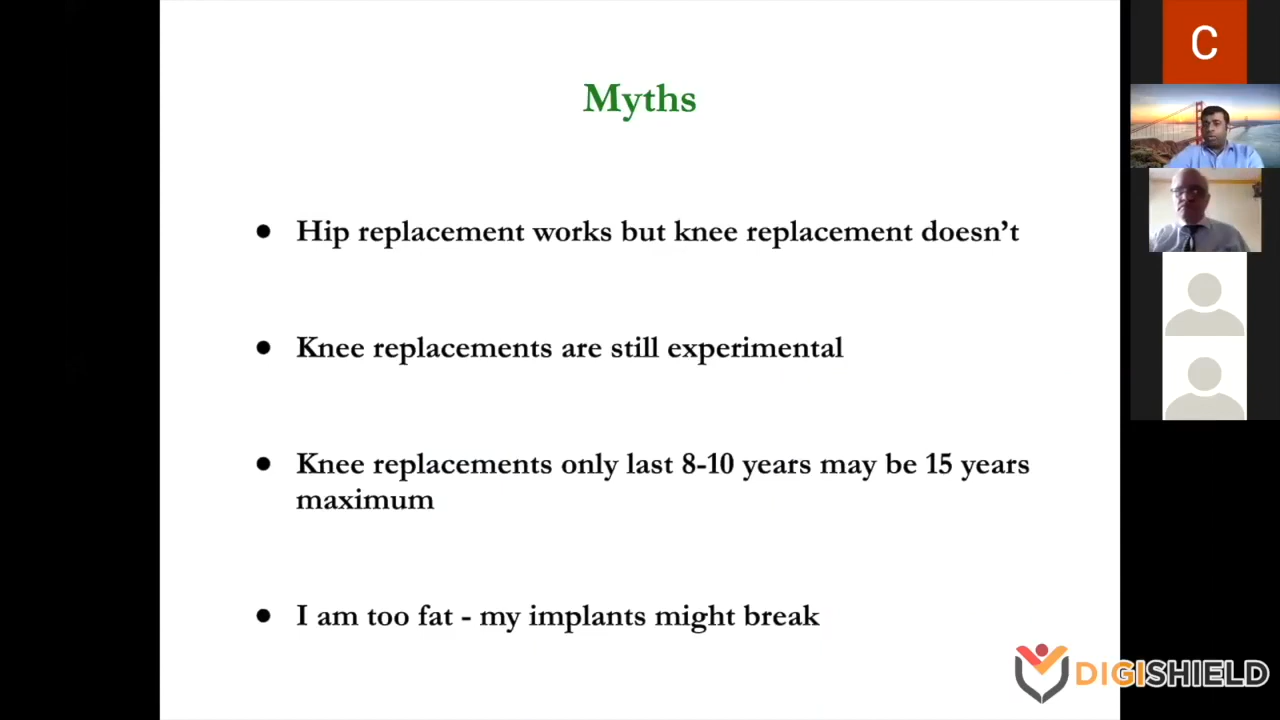 Myths
● Hip replacement works but knee replacement doesn’t
● Knee replacements are still experimental
● Knee replacements only last 8-10 years may be 15 years
maximum
● I am too fat - my implants might break
C
DIGISHIELD